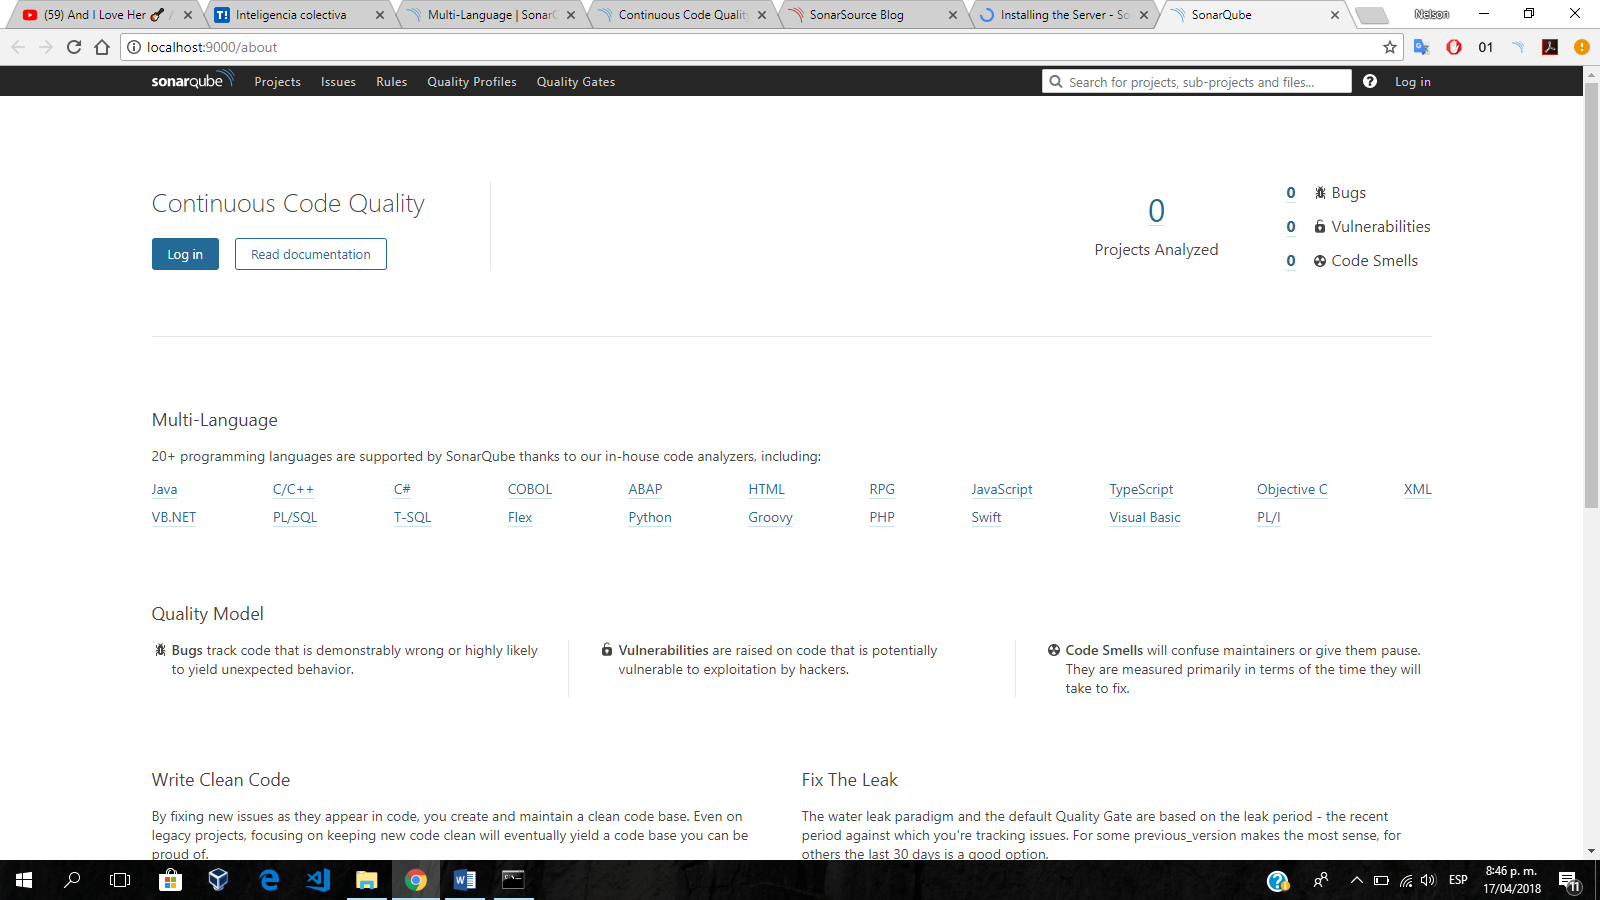 (59) And I Love Her
Inteligencia colectiva
Multi-Language | Sonar
Continuous Code Quality
SonarSource Blog
Installing the Server - So
SonarQube
Nelson
localhost:9000/about
01
sonarqube
Projects
Issues
Rules
Quality Profiles
Quality Gates
Search for projects, sub-projects and files...
?
Log in
Continuous Code Quality
Log in
Read documentation
0
Projects Analyzed
0 Bugs
0 Vulnerabilities
0 Code Smells
Multi-Language
20+ programming languages are supported by SonarQube thanks to our in-house code analyzers, including:
Java C/C++ C# COBOL ABAP HTML RPG JavaScript TypeScript Objective C XML
VB.NET PL/SQL T-SQL Flex Python Groovy PHP Swift Visual Basic PL/I
Quality Model
Bugs track code that is demonstrably wrong or highly likely
to yield unexpected behavior.
Vulnerabilities are raised on code that is potentially
vulnerable to exploitation by hackers.
Code Smells will confuse maintainers or give them pause.
They are measured primarily in terms of the time they will
take to fix.
Write Clean Code
By fixing new issues as they appear in code, you create and maintain a clean code base. Even on
legacy projects, focusing on keeping new code clean will eventually yield a code base you can be
proud of.
Fix The Leak
The water leak paradigm and the default Quality Gate are based on the leak period - the recent
period against which you're tracking issues. For some previous_version makes the most sense, for
others the last 30 days is a good option.
ESP
8:46 p. m.
17/04/2018
11